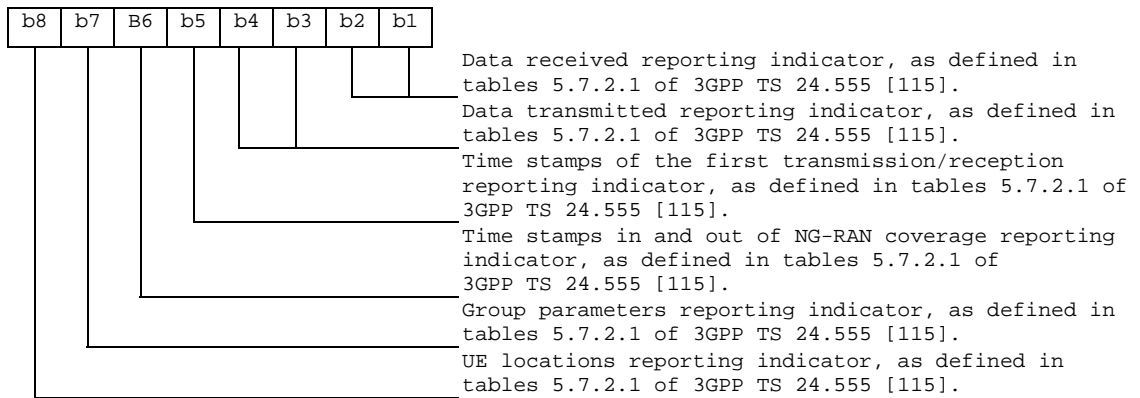 b8 b7 B6 b5 b4 b3 b2 b1
Data received reporting indicator, as defined in
tables 5.7.2.1 of 3GPP TS 24.555 [115].
Data transmitted reporting indicator, as defined in
tables 5.7.2.1 of 3GPP TS 24.555 [115].
Time stamps of the first transmission/reception
reporting indicator, as defined in tables 5.7.2.1 of
3GPP TS 24.555 [115].
Time stamps in and out of NG-RAN coverage reporting
indicator, as defined in tables 5.7.2.1 of
3GPP TS 24.555 [115].
Group parameters reporting indicator, as defined in
tables 5.7.2.1 of 3GPP TS 24.555 [115].
UE locations reporting indicator, as defined in
tables 5.7.2.1 of 3GPP TS 24.555 [115].